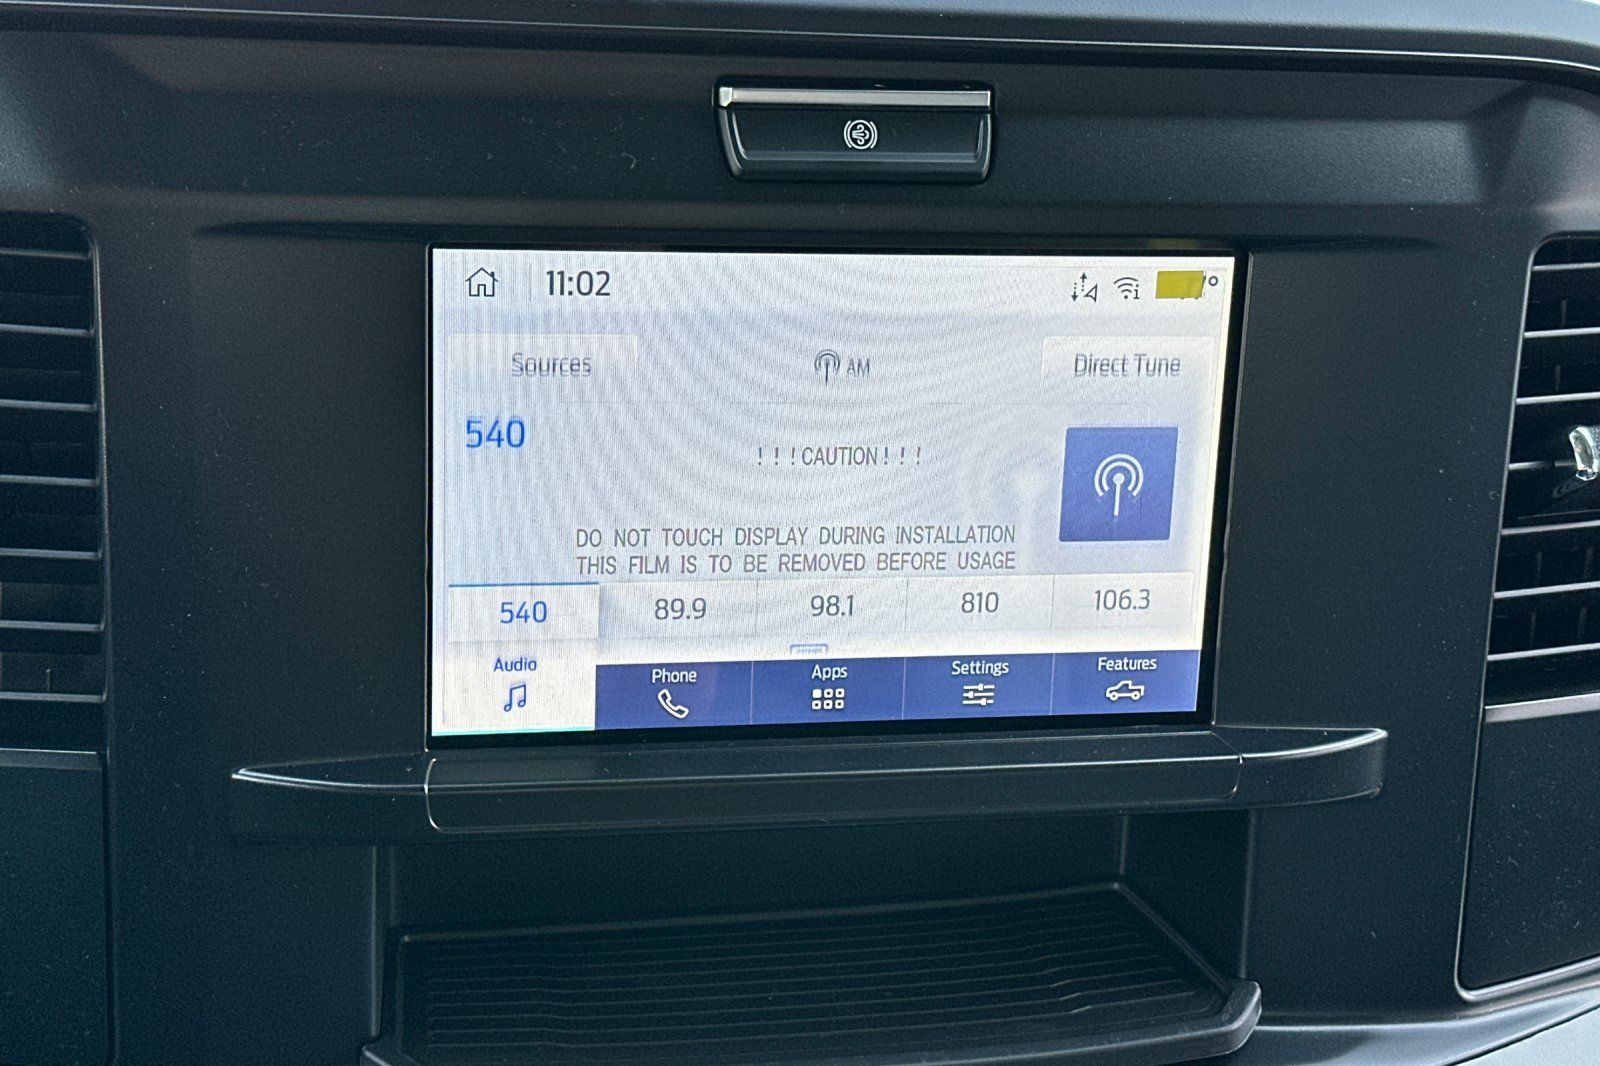 11:02
Sources
AM
Direct Tune
540
! ! ! CAUTION ! ! !
DO NOT TOUCH DISPLAY DURING INSTALLATION
THIS FILM IS TO BE REMOVED BEFORE USAGE
540 89.9 98.1 810 106.3
Audio Phone Apps Settings Features